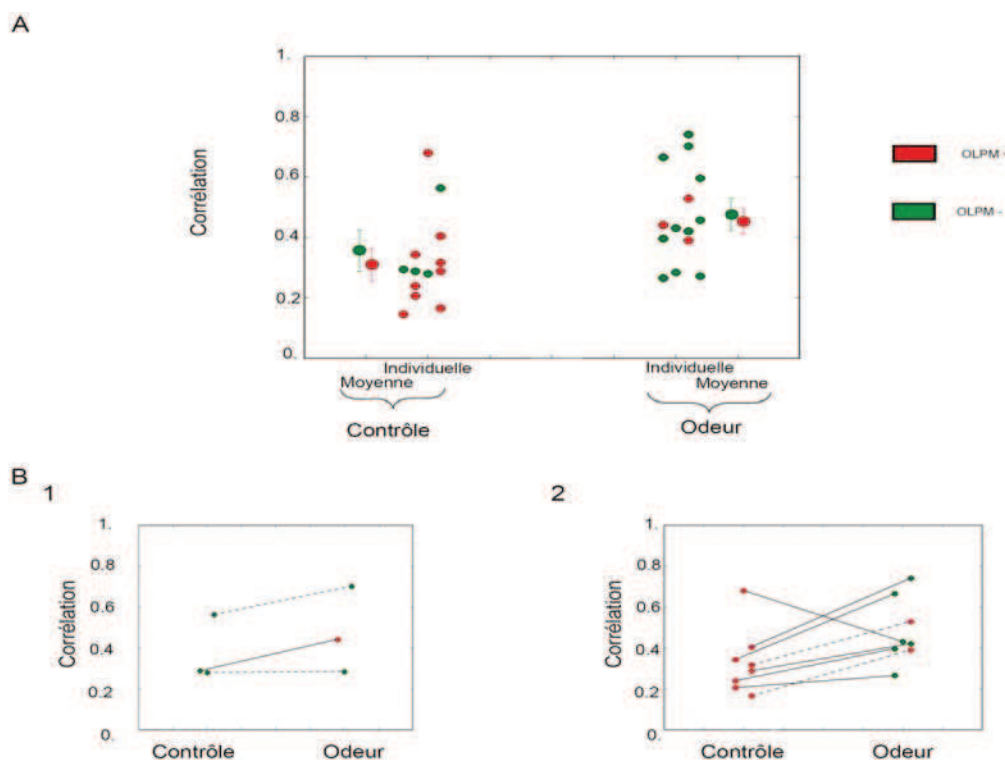 A
1.
0.8
0.6
0.4
0.2
0.
Corrélation
OLPM +
OLPM -
Individuelle
Moyenne
Contrôle
Individuelle
Moyenne
Odeur
B
1
1.
0.8
0.6
0.4
0.2
0.
Corrélation
Contrôle
Odeur
2
1.
0.8
0.6
0.4
0.2
0.
Corrélation
Contrôle
Odeur